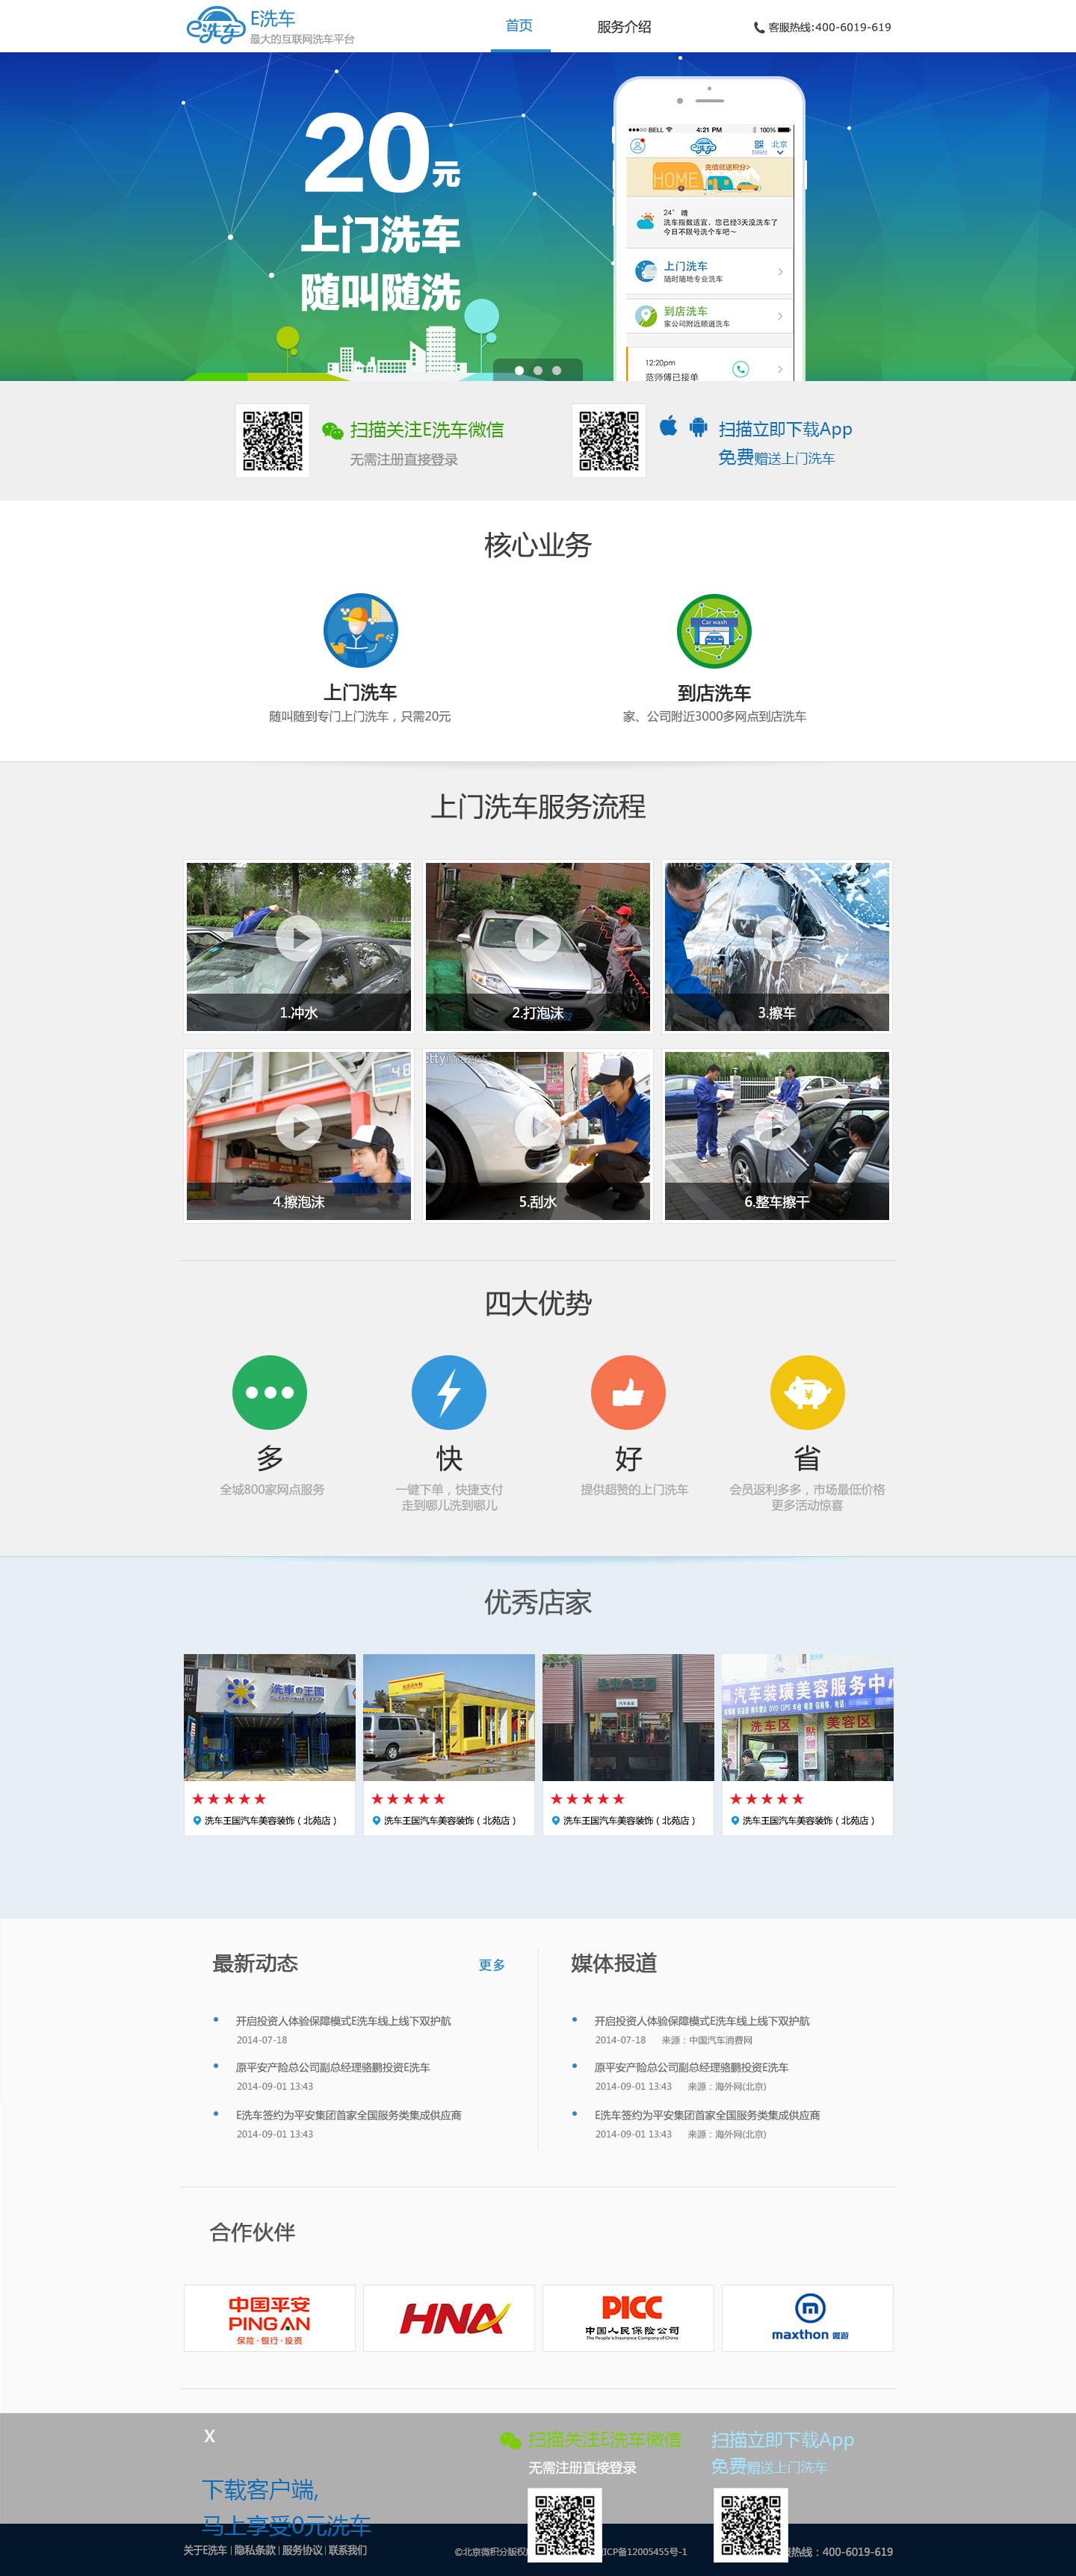 e洗车
E洗车
最大的互联网洗车平台
首页
服务介绍
客服热线:400-6019-619
20元
上门洗车
随叫随洗
BELL
4:21 PM
100%
北京
充值就送积分>
HOME
24° 晴
洗车指数适宜，您已经3天没洗车了
今日不限号洗个车吧~
上门洗车
随时随地专业洗车
到店洗车
家公司附近顺道洗车
12:20pm
范师傅已接单
扫描关注E洗车微信
无需注册直接登录
扫描立即下载App
免费赠送上门洗车
核心业务
Car wash
上门洗车
随叫随到专门上门洗车，只需20元
到店洗车
家、公司附近3000多网点到店洗车
上门洗车服务流程
1.冲水
2.打泡沫
3.擦车
4.擦泡沫
5.刮水
6.整车擦干
四大优势
多
全城800家网点服务
快
一键下单，快捷支付
走到哪儿洗到哪儿
好
提供超赞的上门洗车
省
会员返利多多，市场最低价格
更多活动惊喜
优秀店家
洗車の王国
洗車の王国
汽车装璜美容服务中心
洗车区
美容区
洗车王国汽车美容装饰（北苑店）
洗车王国汽车美容装饰（北苑店）
洗车王国汽车美容装饰（北苑店）
洗车王国汽车美容装饰（北苑店）
最新动态
更多
开启投资人体验保障模式E洗车线上线下双护航
2014-07-18
原平安产险总公司副总经理骆鹏投资E洗车
2014-09-01 13:43
E洗车签约为平安集团首家全国服务类集成供应商
2014-09-01 13:43
媒体报道
开启投资人体验保障模式E洗车线上线下双护航
2014-07-18 来源：中国汽车消费网
原平安产险总公司副总经理骆鹏投资E洗车
2014-09-01 13:43 来源：海外网(北京)
E洗车签约为平安集团首家全国服务类集成供应商
2014-09-01 13:43 来源：海外网(北京)
合作伙伴
中国平安
PING AN
保险·银行·投资
HNA
PICC
中国人民保险公司
The People's Insurance Company of China
maxthon 傲游
X
扫描关注E洗车微信
无需注册直接登录
扫描立即下载App
免费赠送上门洗车
下载客户端,
马上享受0元洗车
关于E洗车 | 隐私条款 | 服务协议 | 联系我们
©北京微积分版权
ICP备12005455号-1
热线：400-6019-619